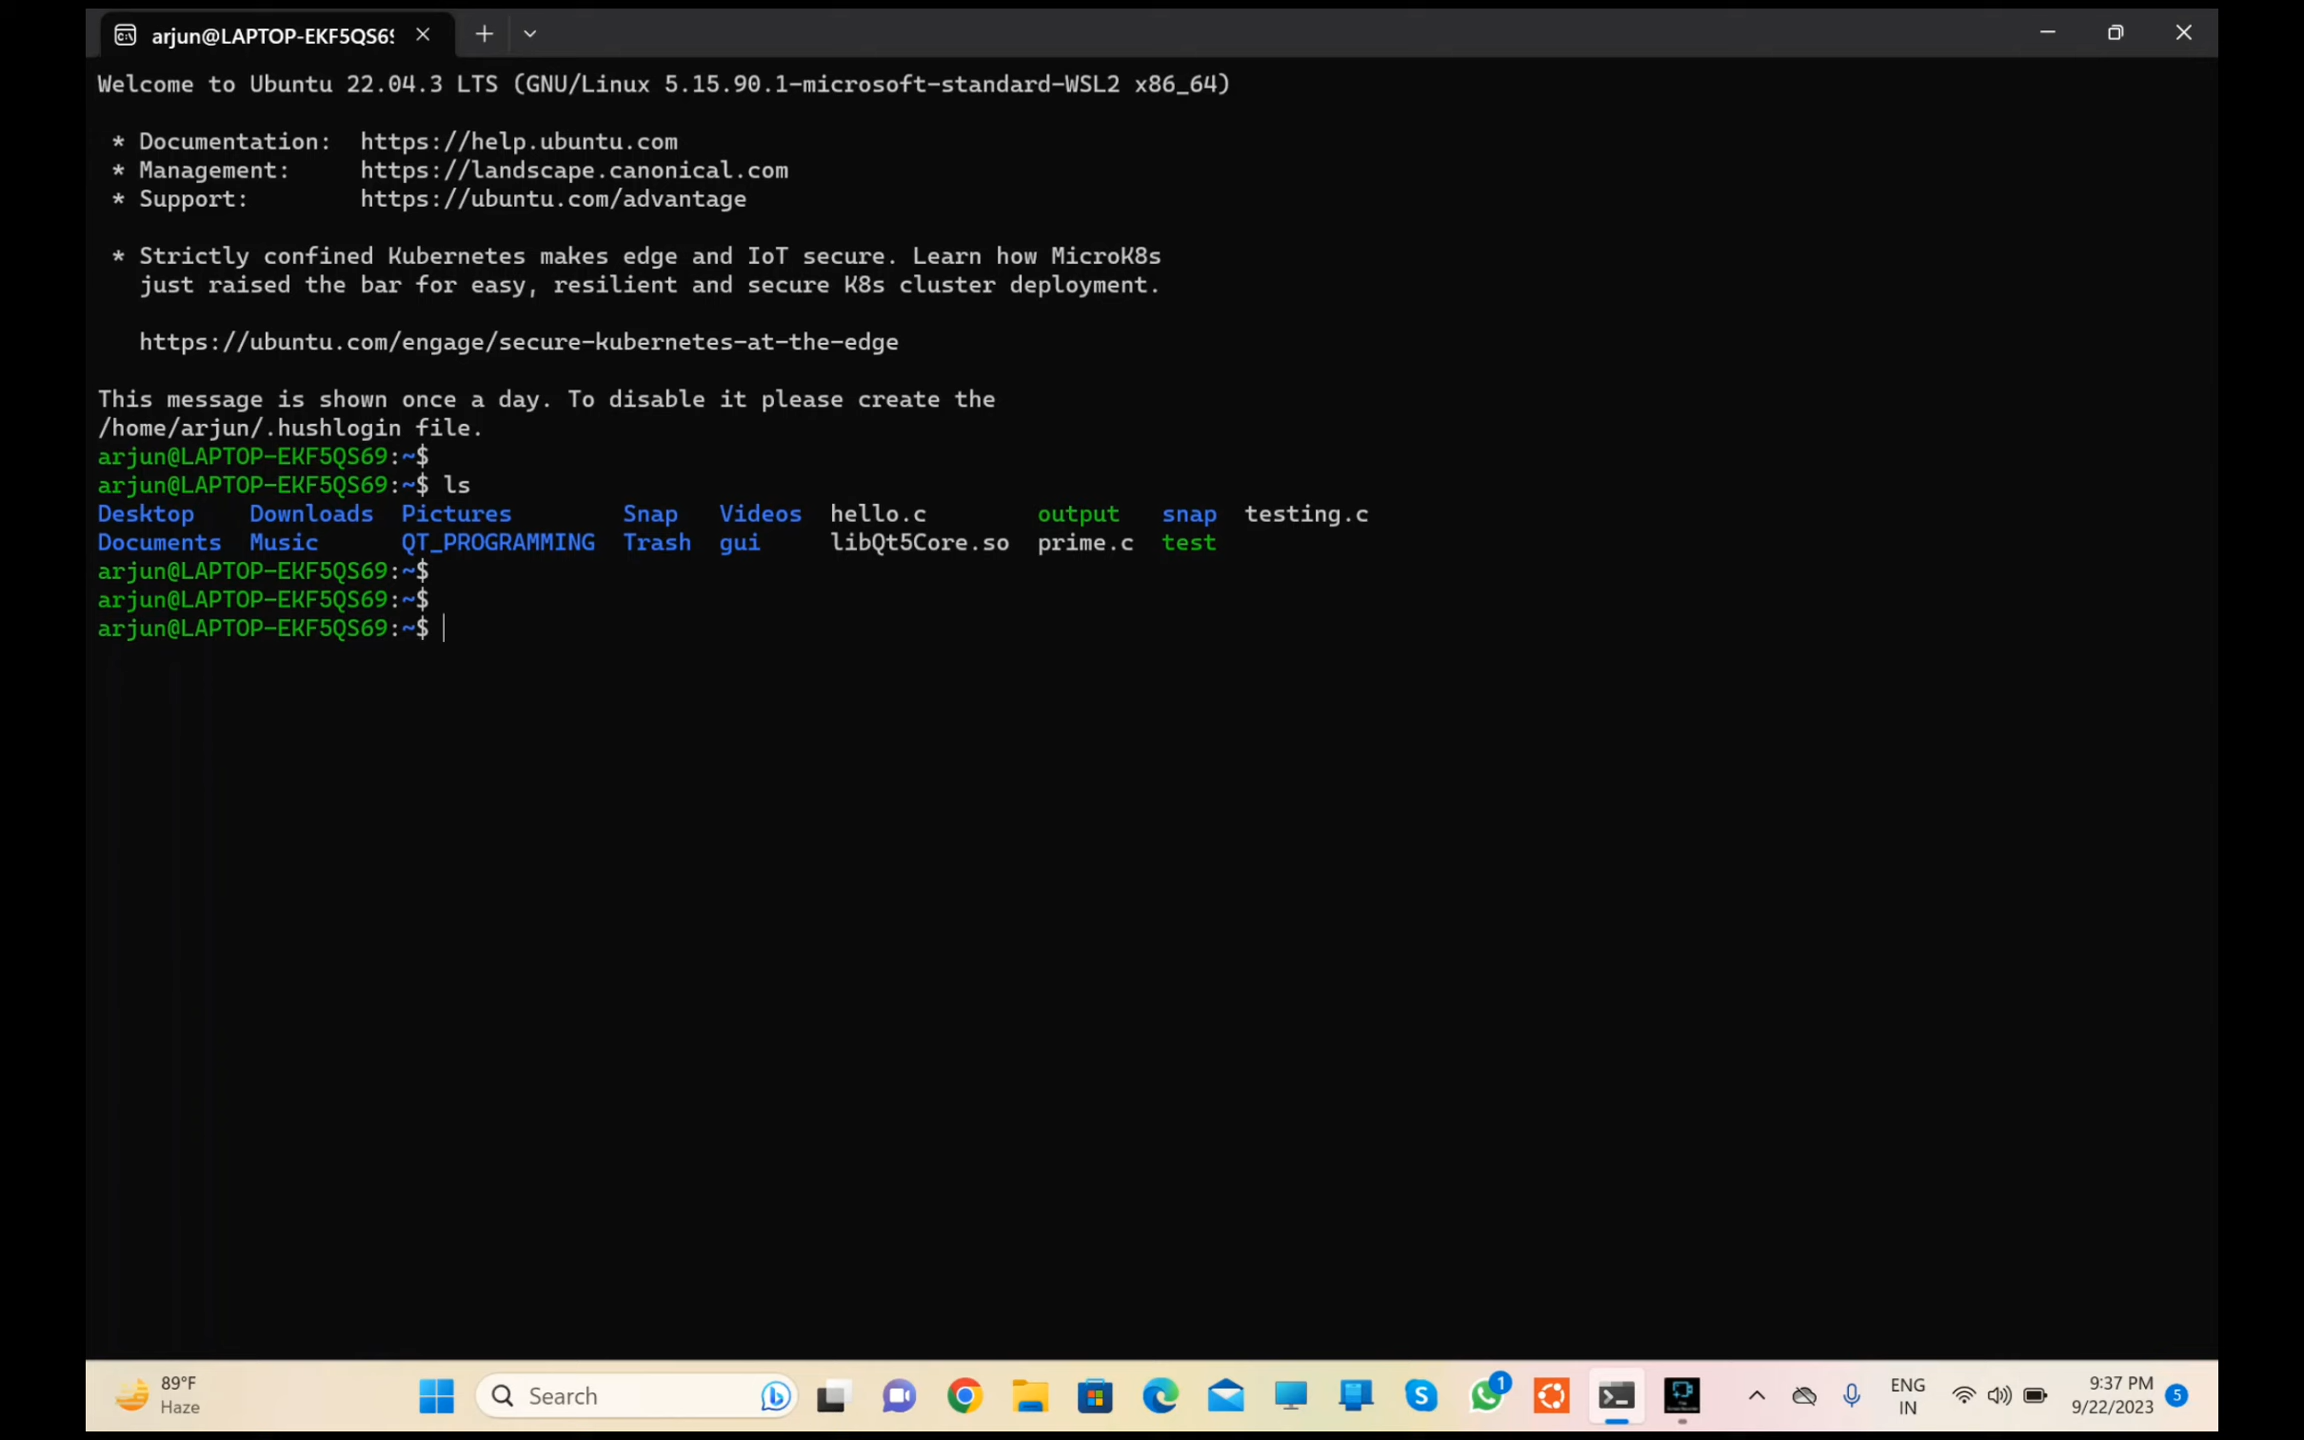 arjun@LAPTOP-EKF5QS69
Welcome to Ubuntu 22.04.3 LTS (GNU/Linux 5.15.90.1-microsoft-standard-WSL2 x86_64)
* Documentation:  https://help.ubuntu.com
* Management:     https://landscape.canonical.com
* Support:        https://ubuntu.com/advantage
* Strictly confined Kubernetes makes edge and IoT secure. Learn how MicroK8s
just raised the bar for easy, resilient and secure K8s cluster deployment.
https://ubuntu.com/engage/secure-kubernetes-at-the-edge
This message is shown once a day. To disable it please create the
/home/arjun/.hushlogin file.
arjun@LAPTOP-EKF5QS69:~$
arjun@LAPTOP-EKF5QS69:~$ ls
Desktop    Downloads  Pictures       Snap   Videos  hello.c        output   snap  testing.c
Documents  Music      QT_PROGRAMMING  Trash  gui     libQt5Core.so  prime.c  test
arjun@LAPTOP-EKF5QS69:~$
arjun@LAPTOP-EKF5QS69:~$
arjun@LAPTOP-EKF5QS69:~$
89°F
Haze
Search
1
ENG
IN
9:37 PM
9/22/2023
5